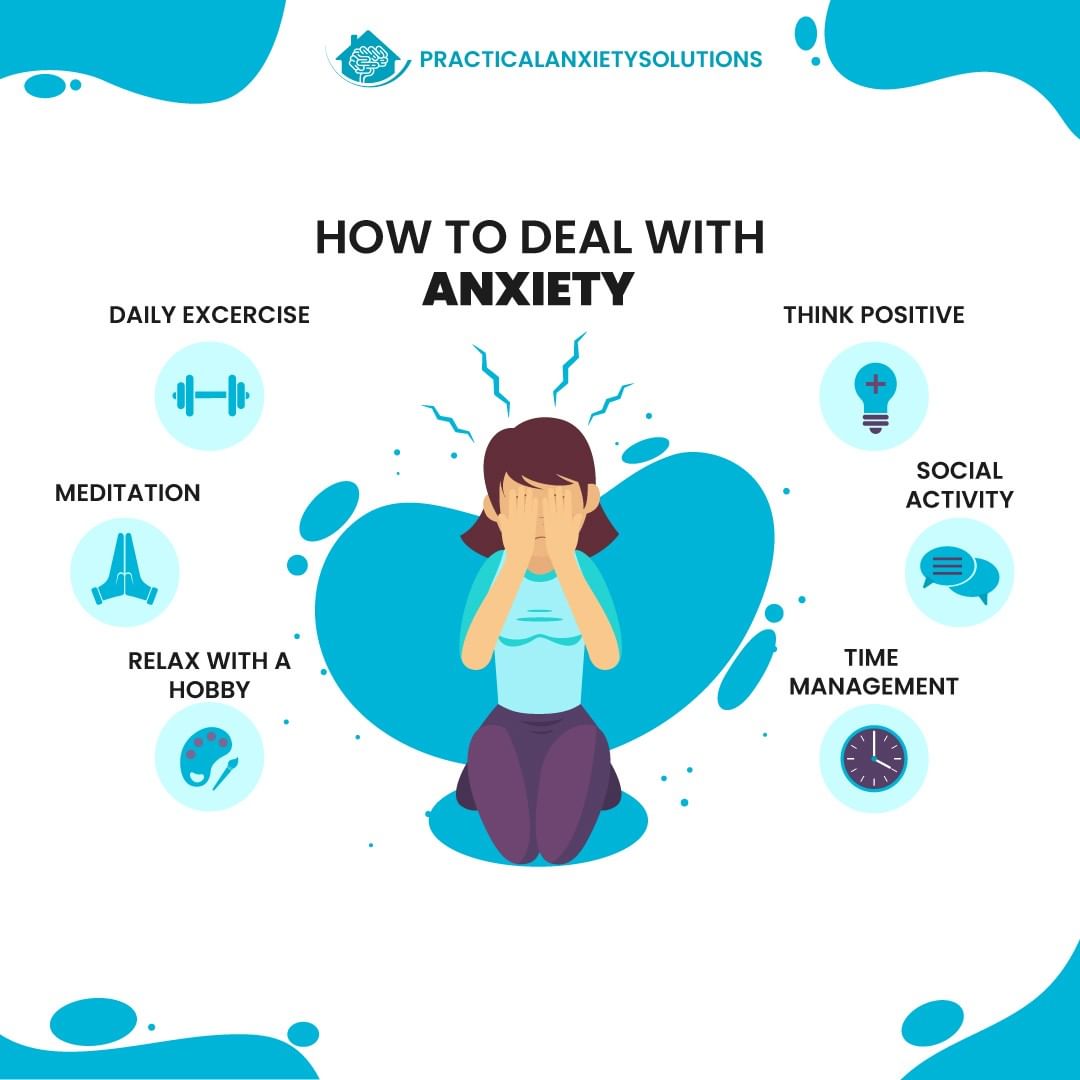 PRACTICALANXIETYSOLUTIONS
HOW TO DEAL WITH
ANXIETY
DAILY EXCERCISE
MEDITATION
RELAX WITH A
HOBBY
THINK POSITIVE
SOCIAL
ACTIVITY
TIME
MANAGEMENT